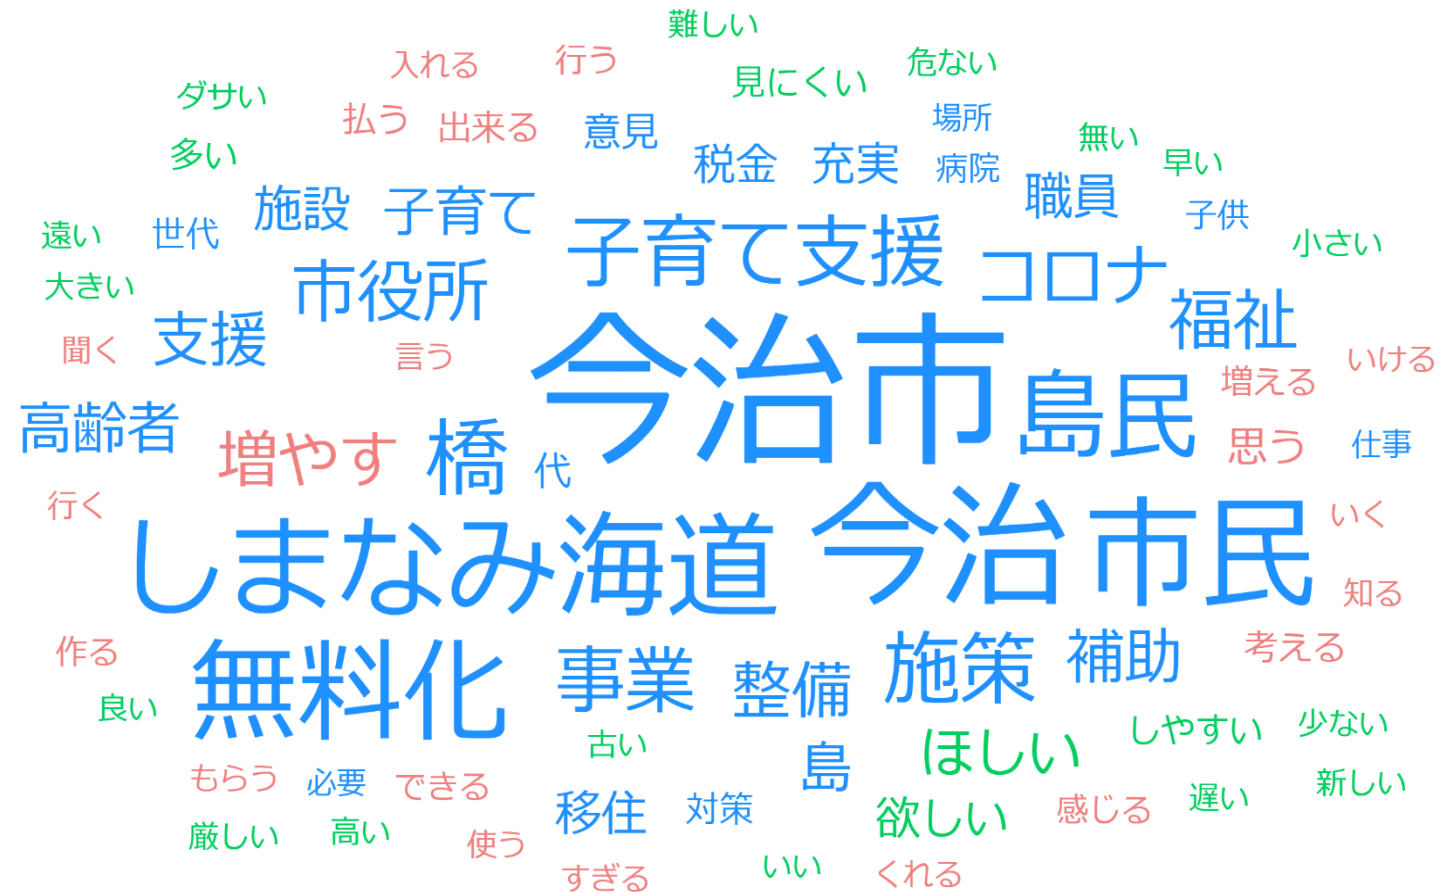 難しい
入れる
行う
見にくい
危ない
ダサい
払う
出来る
意見
場所
無い
多い
税金
充実
病院
早い
施設
子育て
職員
遠い
世代
子育て支援
子供
小さい
大きい
市役所
コロナ
福祉
聞く
支援
言う
今治市
島民
増える
いける
高齢者
増やす
橋
代
思う
仕事
行く
しまなみ海道
今治市民
いく
知る
作る
無料化
事業
整備
施策
補助
考える
良い
古い
島
ほしい
しやすい
少ない
もらう
必要
できる
移住
対策
欲しい
感じる
遅い
新しい
厳しい
高い
使う
すぎる
いい
くれる